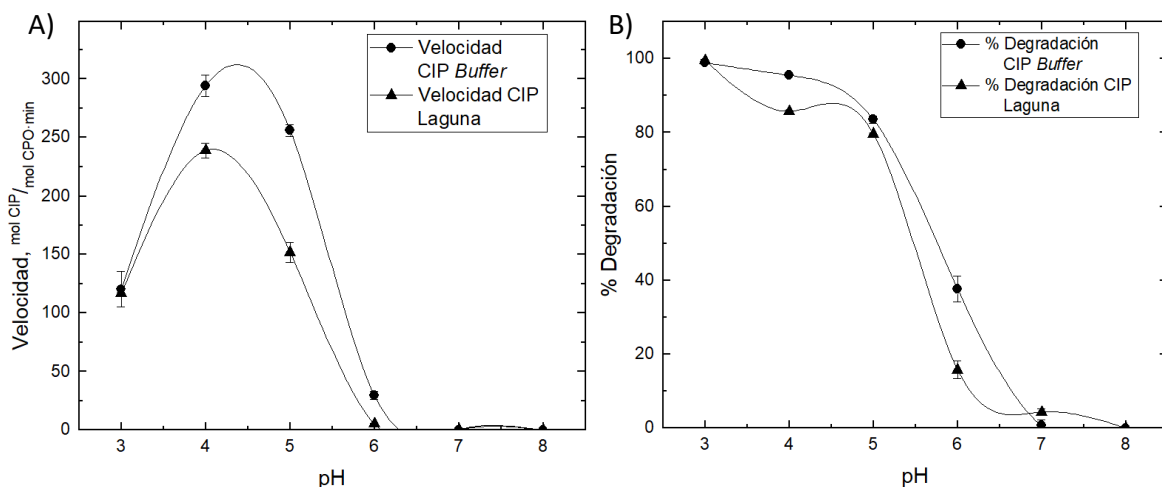 A)
Velocidad
CIP Buffer
Velocidad CIP
Laguna
300
250
200
150
100
50
0
3 4 5 6 7 8
pH
Velocidad, mol CIP/mol CPO·min
B)
% Degradación
CIP Buffer
% Degradación CIP
Laguna
100
80
60
40
20
0
3 4 5 6 7 8
pH
% Degradación